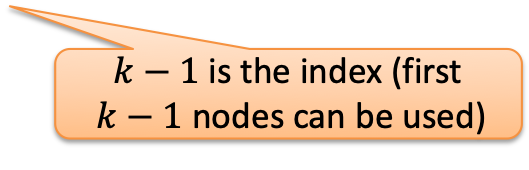 k − 1 is the index (first
k − 1 nodes can be used)